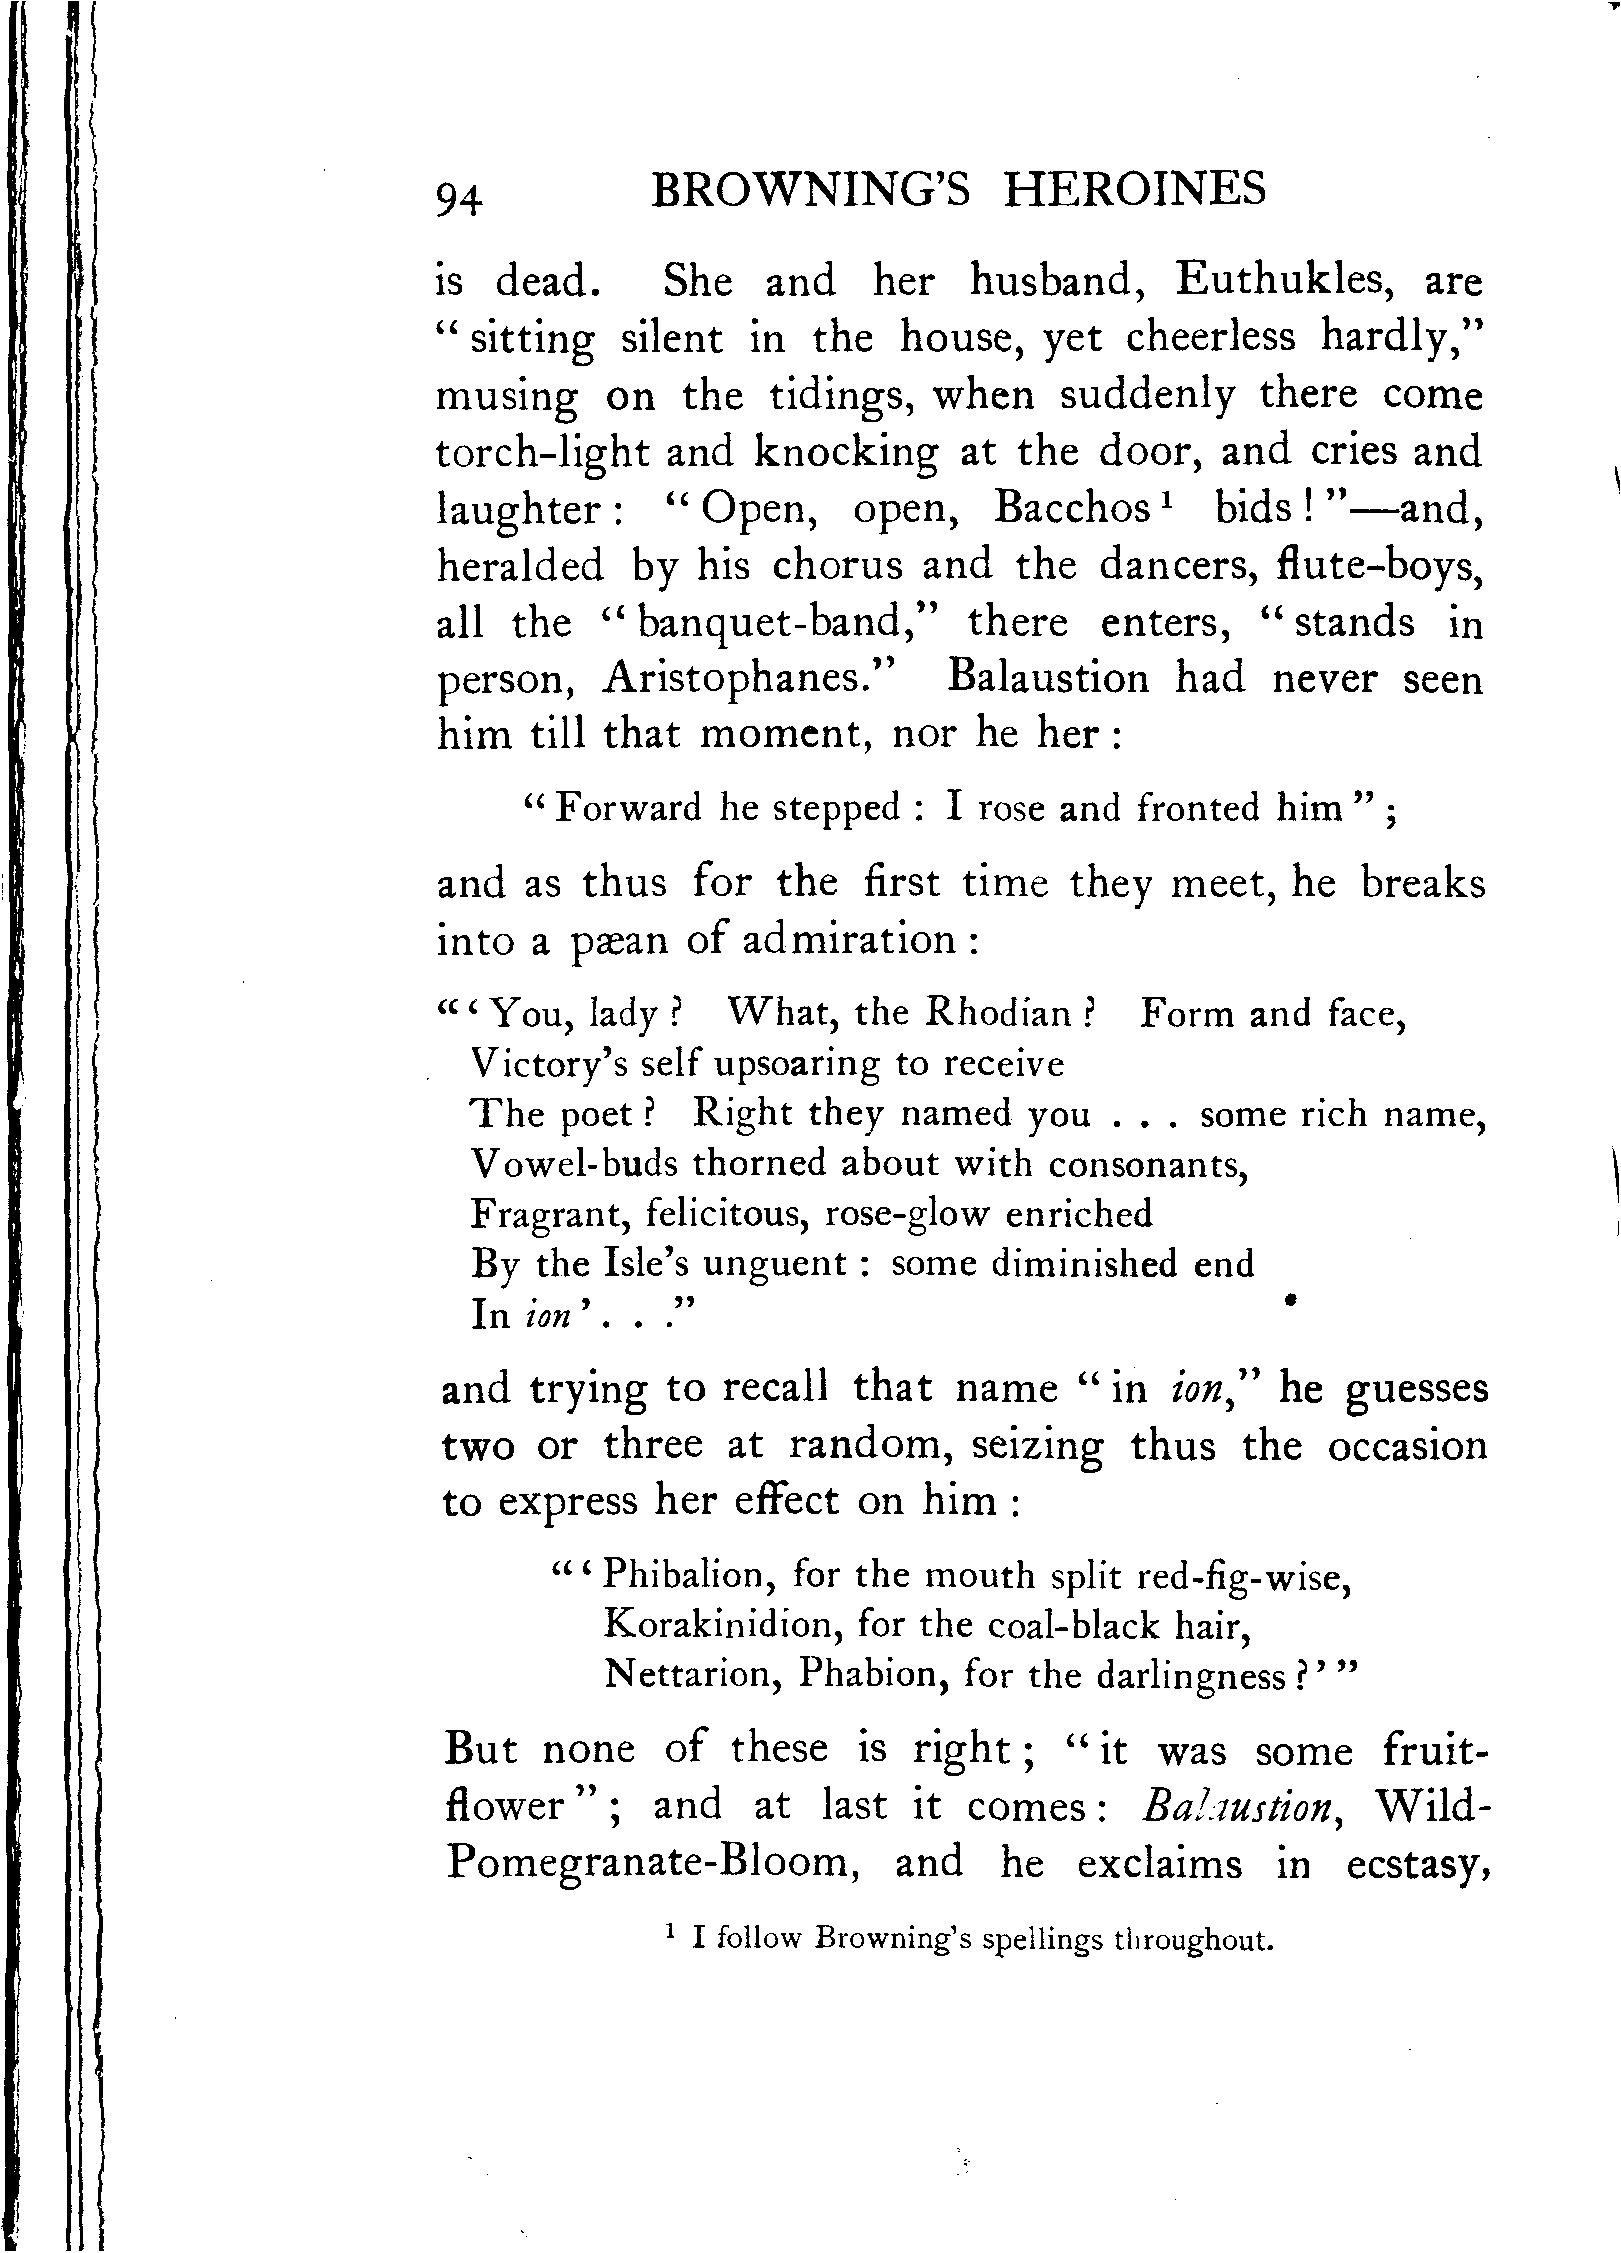 94 BROWNING'S HEROINES
is dead. She and her husband, Euthukles, are
“sitting silent in the house, yet cheerless hardly,”
musing on the tidings, when suddenly there come
torch-light and knocking at the door, and cries and
laughter: “Open, open, Bacchos¹ bids!”—and,
heralded by his chorus and the dancers, flute-boys,
all the “banquet-band,” there enters, “stands in
person, Aristophanes.” Balaustion had never seen
him till that moment, nor he her:
“Forward he stepped: I rose and fronted him”;
and as thus for the first time they meet, he breaks
into a pæan of admiration:
“‘You, lady? What, the Rhodian? Form and face,
Victory's self upsoaring to receive
The poet? Right they named you . . . some rich name,
Vowel-buds thorned about with consonants,
Fragrant, felicitous, rose-glow enriched
By the Isle's unguent: some diminished end
In ion’. . .”
and trying to recall that name “in ion,” he guesses
two or three at random, seizing thus the occasion
to express her effect on him:
“‘Phibalion, for the mouth split red-fig-wise,
Korakinidion, for the coal-black hair,
Nettarion, Phabion, for the darlingness?’”
But none of these is right; “it was some fruit-
flower”; and at last it comes: Balaustion, Wild-
Pomegranate-Bloom, and he exclaims in ecstasy,
¹ I follow Browning's spellings throughout.